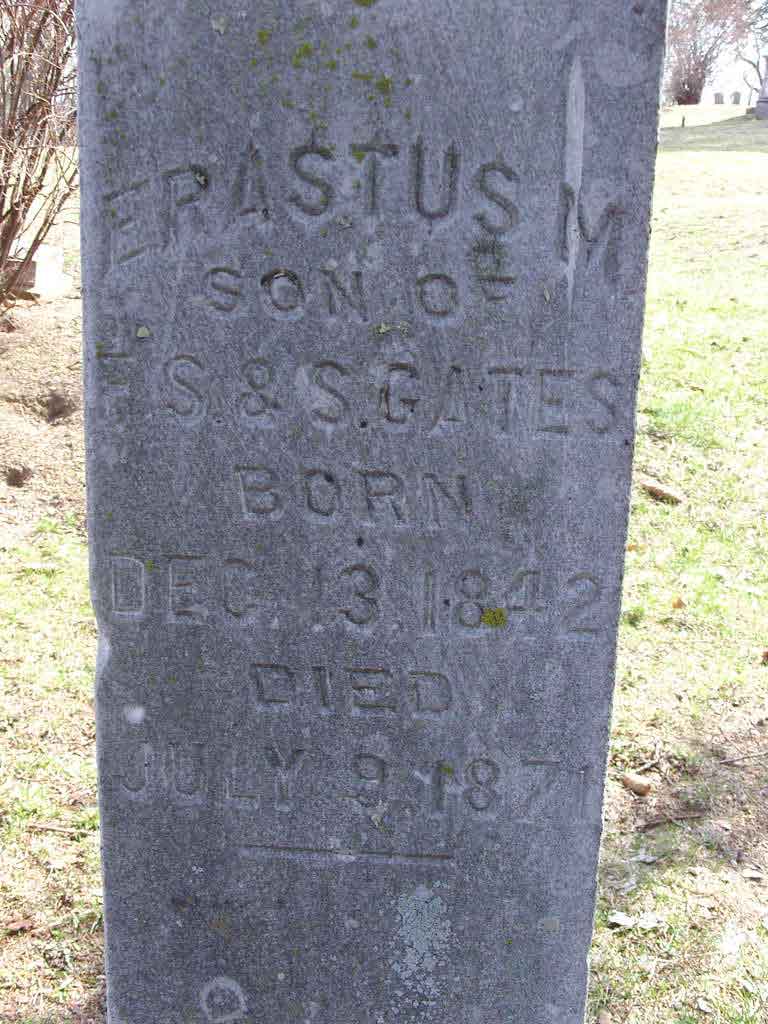 ERASTUS M
SON OF
S. & S. GATES
BORN
DEC. 13. 1842
DIED
JULY 9. 1871